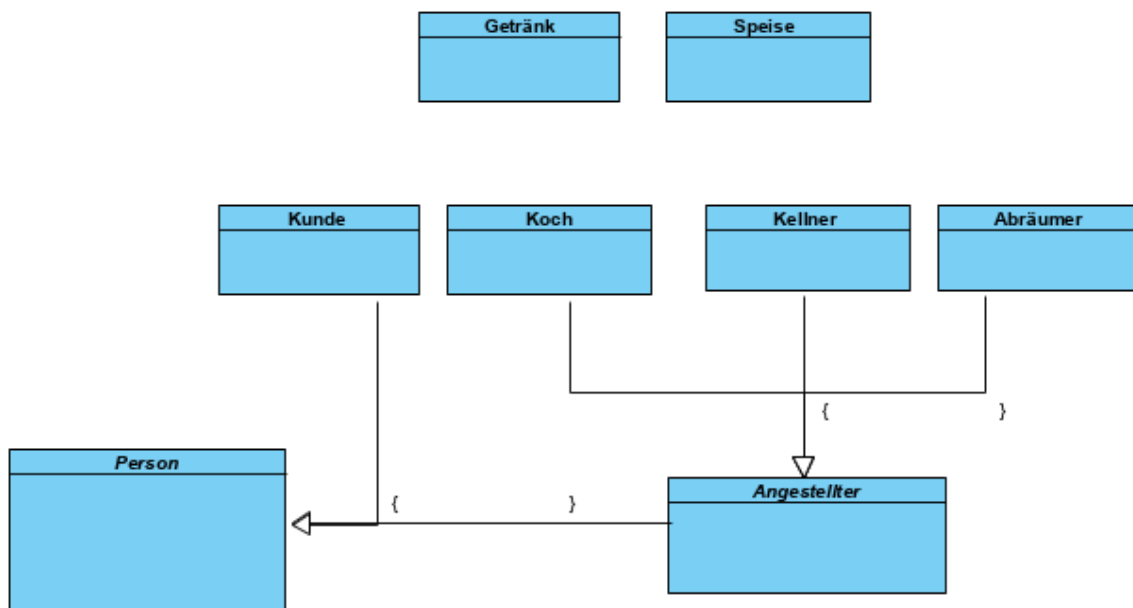 Getränk Speise
Kunde Koch Kellner Abräumer
{ }
Person
Angestellter
{ }